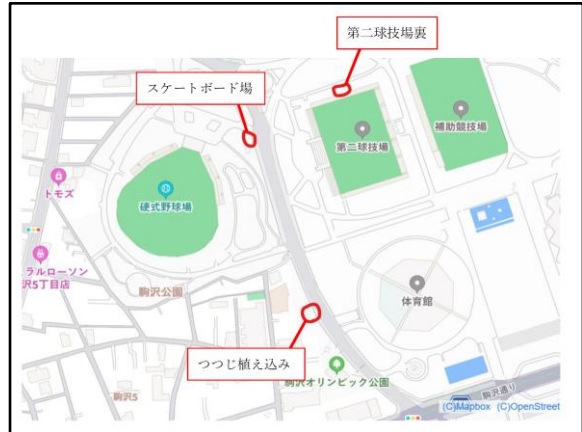 第二球技場裏
スケートボード場
補助競技場
第二球技場
トモズ
硬式野球場
ラルローソン
沢5丁目店
駒沢公園
体育館
つつじ植え込み
駒沢オリンピック公園
駒沢5
駒沢通り
(C)Mapbox (C)OpenStreet